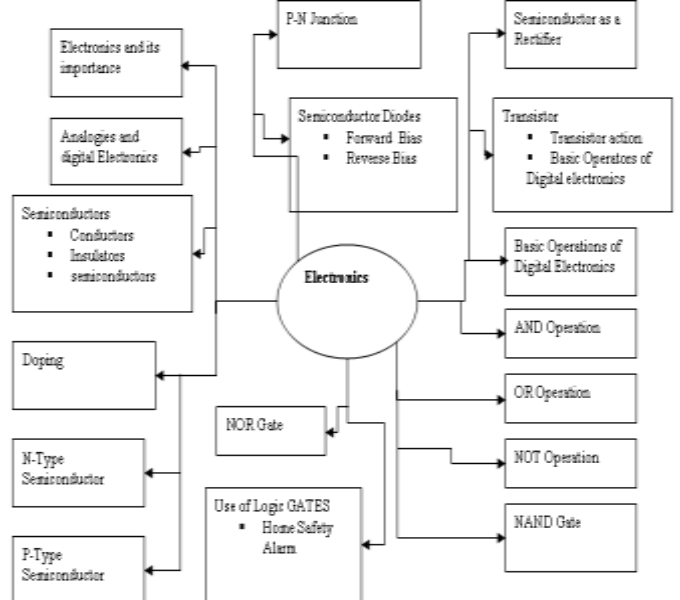 P-N Junction
Semiconductor as a
Rectifier
Electronics and its
importance
Semiconductor Diodes
▪ Forward Bias
▪ Reverse Bias
Transistor
▪ Transistor action
▪ Basic Operators of
Digital electronics
Analogies and
digital Electronics
Semiconductors
▪ Conductors
▪ Insulators
▪ semiconductors
Basic Operations of
Digital Electronics
Electronics
AND Operation
Doping
OR Operation
NOR Gate
N-Type
Semiconductor
NOT Operation
Use of Logic GATES
▪ Home Safety
Alarm
NAND Gate
P-Type
Semiconductor